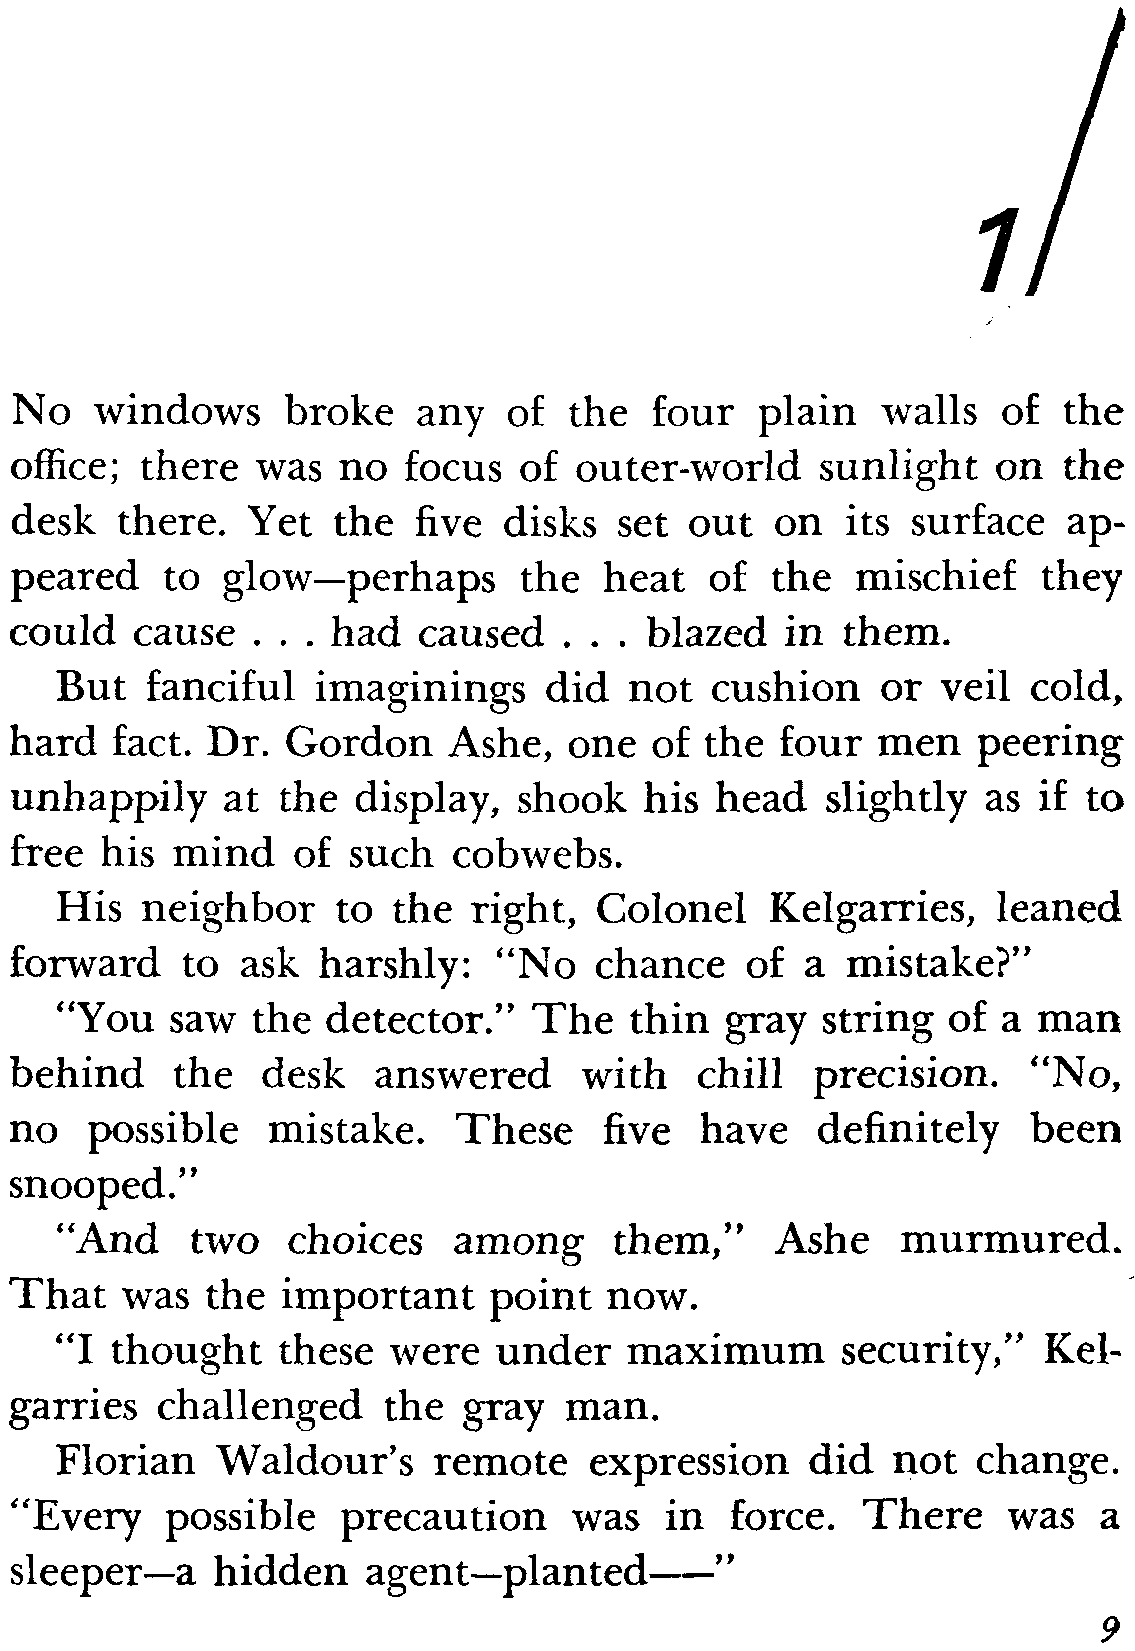 1/
No windows broke any of the four plain walls of the
office; there was no focus of outer-world sunlight on the
desk there. Yet the five disks set out on its surface ap-
peared to glow—perhaps the heat of the mischief they
could cause . . . had caused . . . blazed in them.
But fanciful imaginings did not cushion or veil cold,
hard fact. Dr. Gordon Ashe, one of the four men peering
unhappily at the display, shook his head slightly as if to
free his mind of such cobwebs.
His neighbor to the right, Colonel Kelgarries, leaned
forward to ask harshly: “No chance of a mistake?”
“You saw the detector.” The thin gray string of a man
behind the desk answered with chill precision. “No,
no possible mistake. These five have definitely been
snooped.”
“And two choices among them,” Ashe murmured.
That was the important point now.
“I thought these were under maximum security,” Kel-
garries challenged the gray man.
Florian Waldour’s remote expression did not change.
“Every possible precaution was in force. There was a
sleeper—a hidden agent—planted——”
9